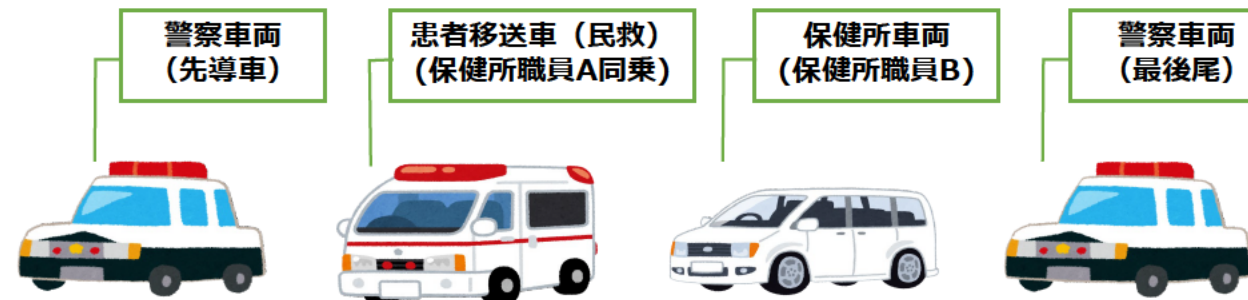 警察車両
（先導車）
患者移送車（民救）
(保健所職員A同乗)
保健所車両
(保健所職員B)
警察車両
（最後尾）